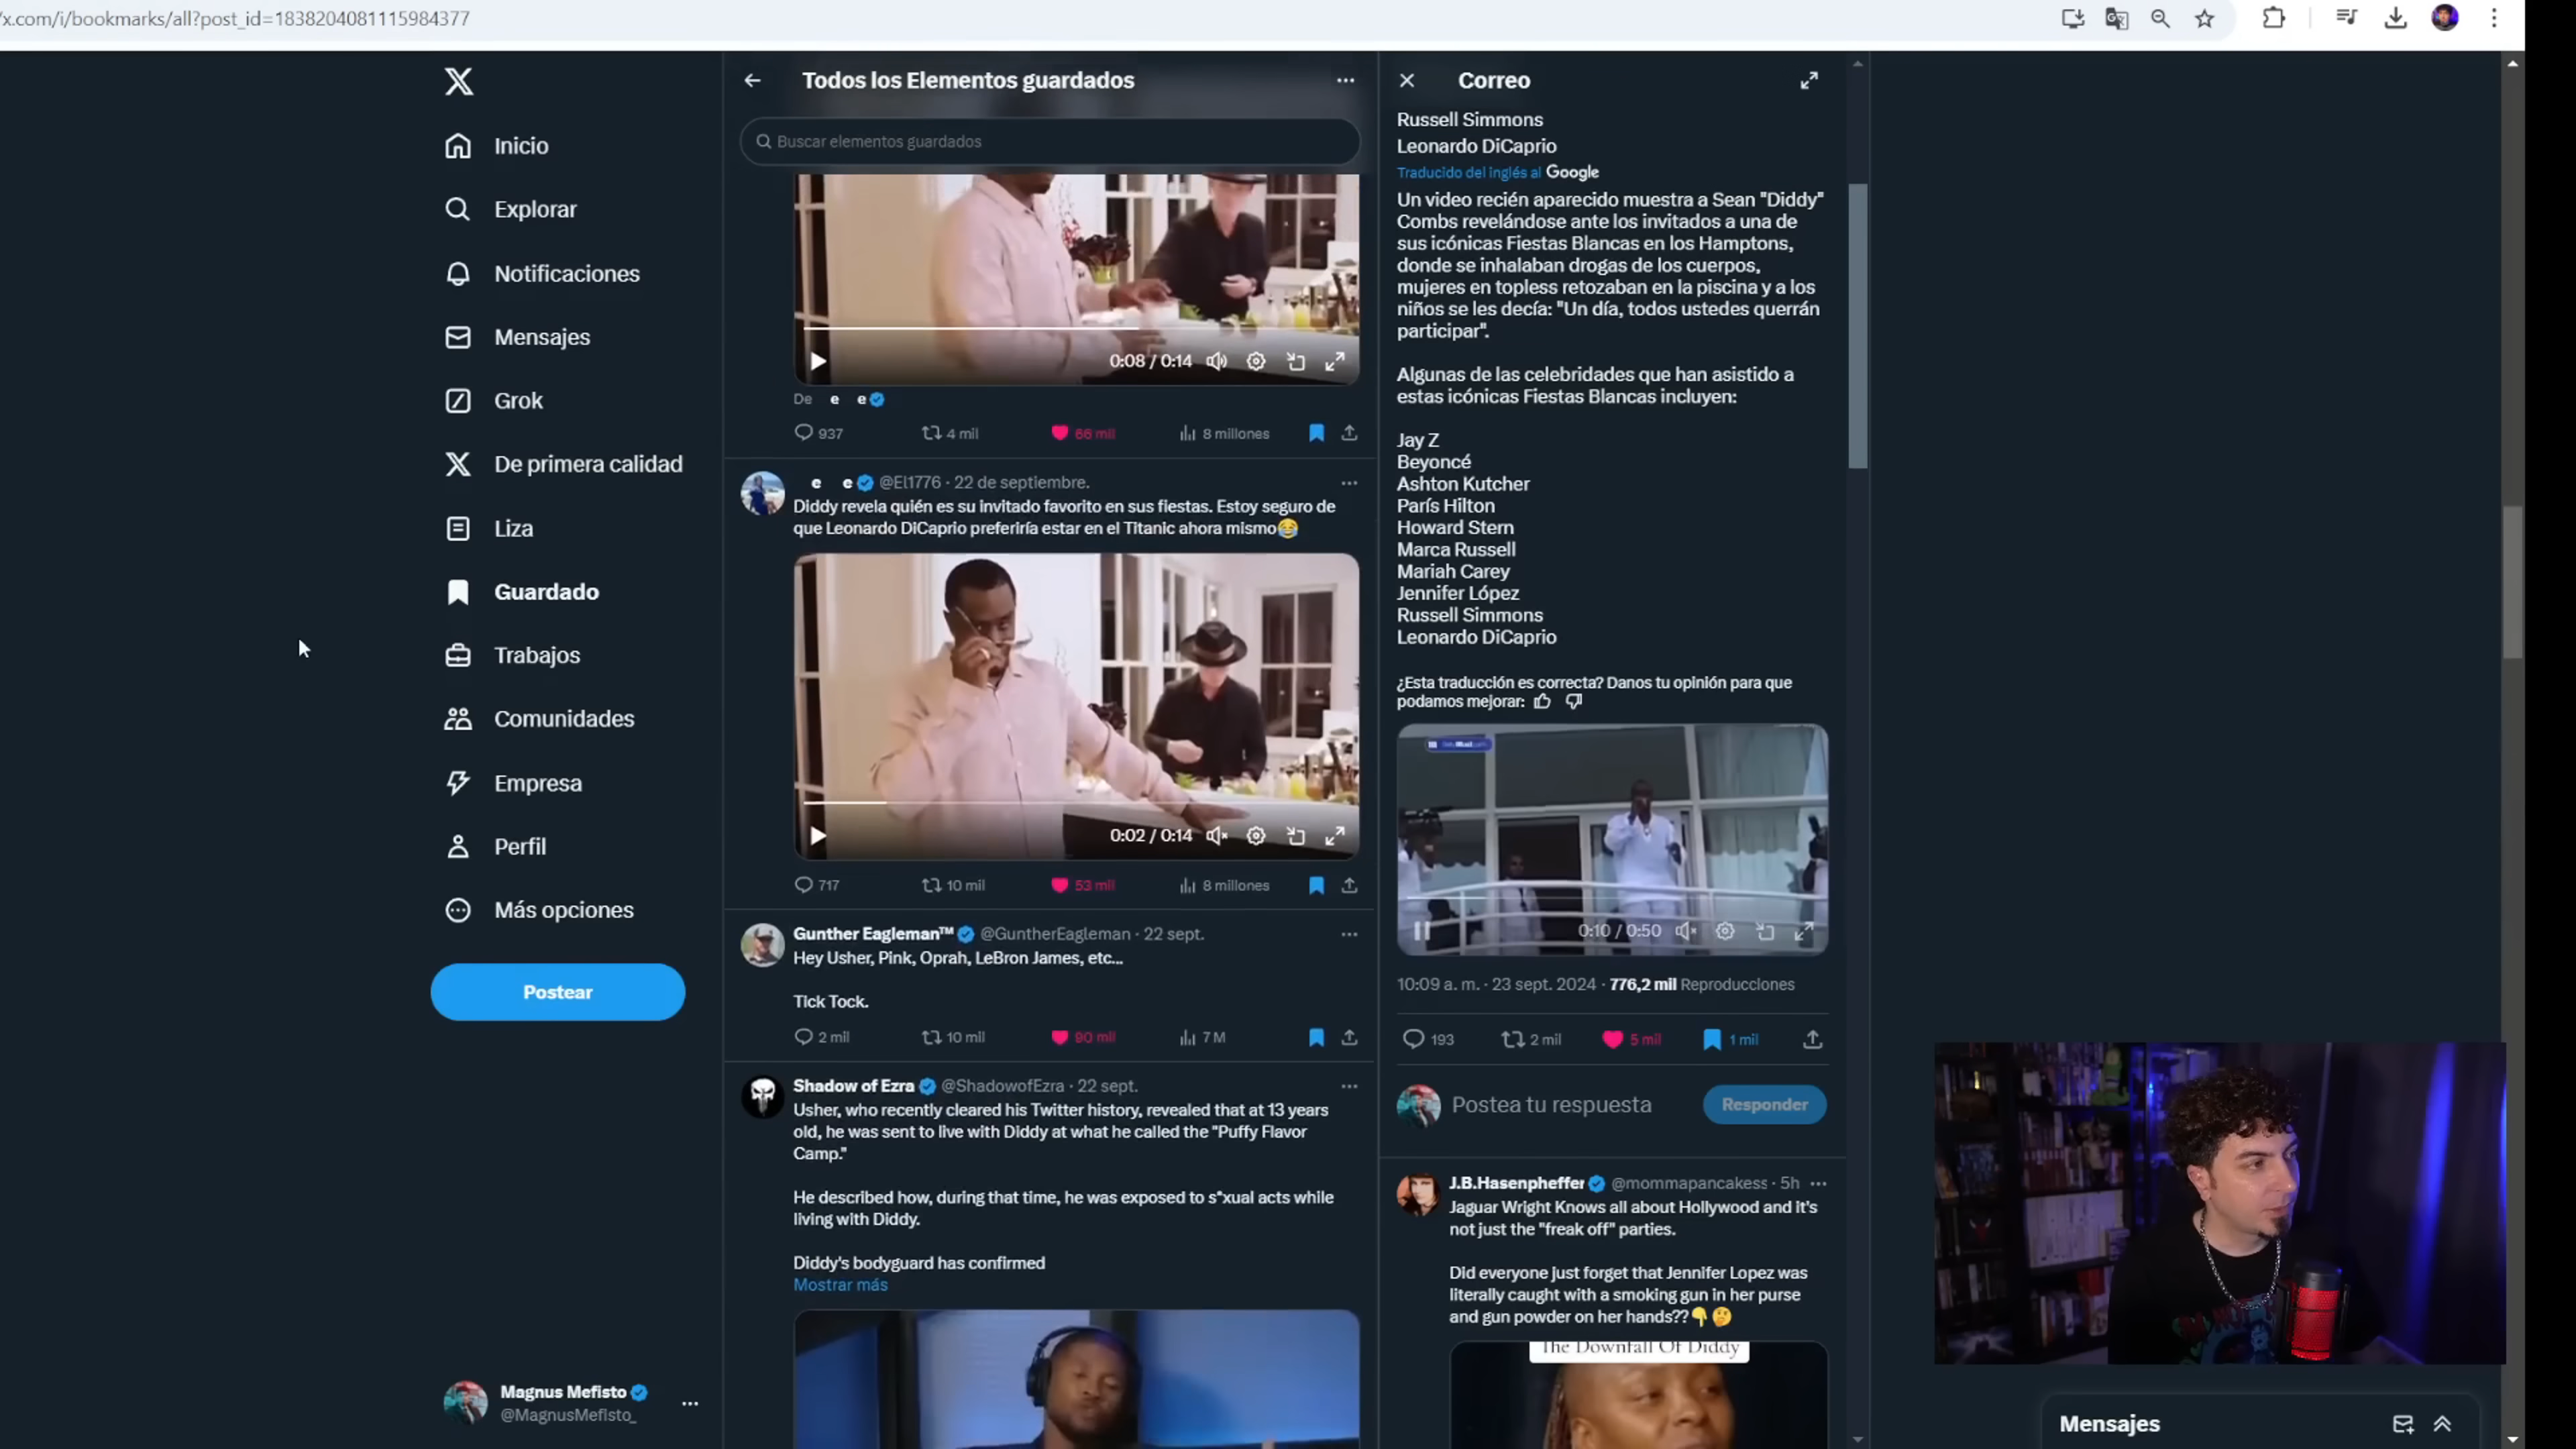 /x.com/i/bookmarks/all?post_id=1838204081115984377
Inicio
Explorar
Notificaciones
Mensajes
Grok
De primera calidad
Liza
Guardado
Trabajos
Comunidades
Empresa
Perfil
Más opciones
Postear
Magnus Mefisto
@MagnusMefisto_
Todos los Elementos guardados
Buscar elementos guardados
0:08 / 0:14
De e e
937 4 mil 66 mil 8 millones
e e @El1776 · 22 de septiembre.
Diddy revela quién es su invitado favorito en sus fiestas. Estoy seguro de
que Leonardo DiCaprio preferiría estar en el Titanic ahora mismo😂
0:02 / 0:14
717 10 mil 53 mil 8 millones
Gunther Eagleman™ @GuntherEagleman · 22 sept.
Hey Usher, Pink, Oprah, LeBron James, etc...
Tick Tock.
2 mil 10 mil 90 mil 7 M
Shadow of Ezra @ShadowofEzra · 22 sept.
Usher, who recently cleared his Twitter history, revealed that at 13 years
old, he was sent to live with Diddy at what he called the "Puffy Flavor
Camp."
He described how, during that time, he was exposed to s*xual acts while
living with Diddy.
Diddy's bodyguard has confirmed
Mostrar más
Correo
Russell Simmons
Leonardo DiCaprio
Traducido del inglés al Google
Un video recién aparecido muestra a Sean "Diddy"
Combs revelándose ante los invitados a una de
sus icónicas Fiestas Blancas en los Hamptons,
donde se inhalaban drogas de los cuerpos,
mujeres en topless retozaban en la piscina y a los
niños se les decía: "Un día, todos ustedes querrán
participar".
Algunas de las celebridades que han asistido a
estas icónicas Fiestas Blancas incluyen:
Jay Z
Beyoncé
Ashton Kutcher
París Hilton
Howard Stern
Marca Russell
Mariah Carey
Jennifer López
Russell Simmons
Leonardo DiCaprio
¿Esta traducción es correcta? Danos tu opinión para que
podamos mejorar:
0:10 / 0:50
10:09 a. m. · 23 sept. 2024 · 776,2 mil Reproducciones
193 2 mil 5 mil 1 mil
Postea tu respuesta
Responder
J.B.Hasenpheffer @mommapancakess · 5h
Jaguar Wright Knows all about Hollywood and it's
not just the "freak off" parties.
Did everyone just forget that Jennifer Lopez was
literally caught with a smoking gun in her purse
and gun powder on her hands??👇🤔
The Downfall Of Diddy
Mensajes